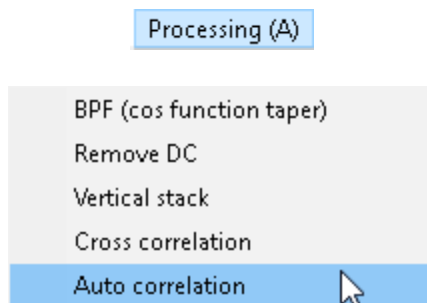 Processing (A)
BPF (cos function taper)
Remove DC
Vertical stack
Cross correlation
Auto correlation